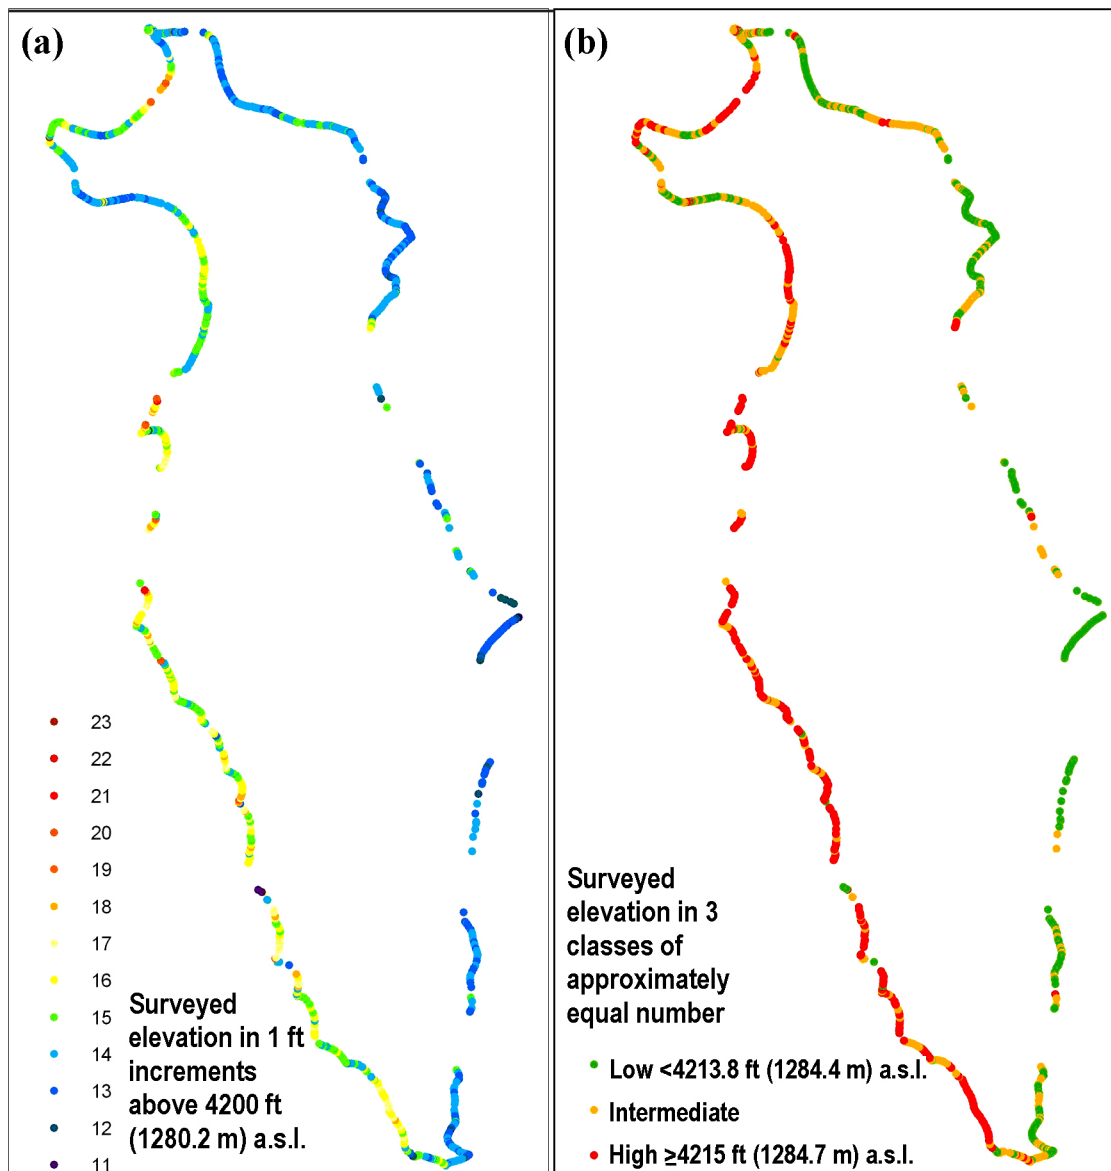 (a)
23
22
21
20
19
18
17
16
15
14
13
12
11
Surveyed
elevation in 1 ft
increments
above 4200 ft
(1280.2 m) a.s.l.
(b)
Surveyed
elevation in 3
classes of
approximately
equal number
Low <4213.8 ft (1284.4 m) a.s.l.
Intermediate
High ≥4215 ft (1284.7 m) a.s.l.